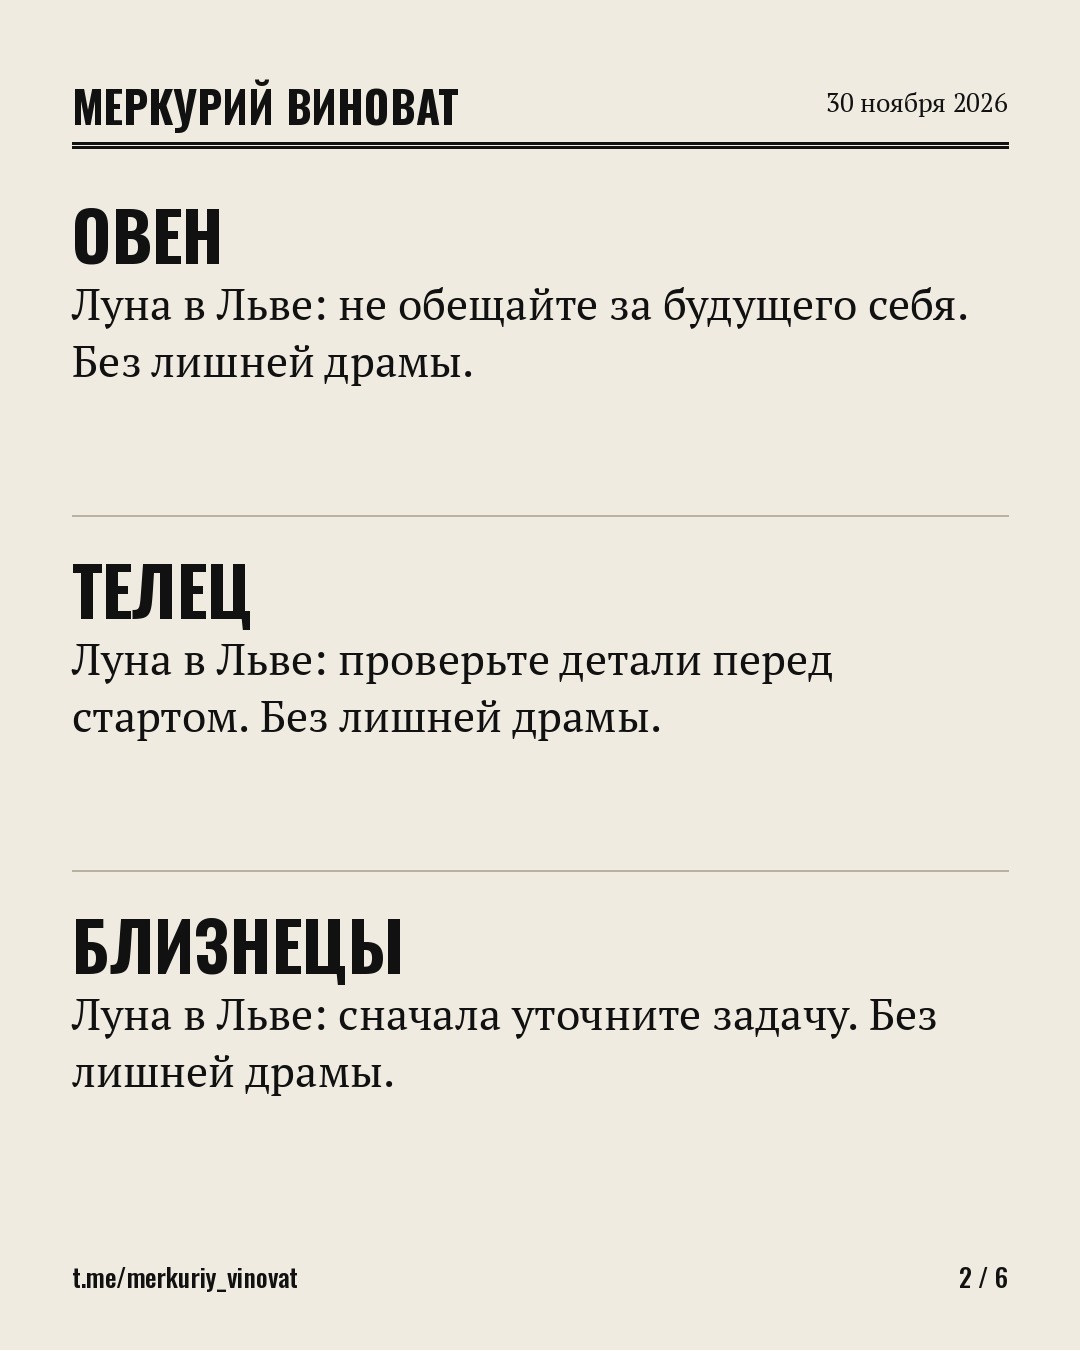 МЕРКУРИЙ ВИНОВАТ
30 ноября 2026
ОВЕН
Луна в Льве: не обещайте за будущего себя.
Без лишней драмы.
ТЕЛЕЦ
Луна в Льве: проверьте детали перед
стартом. Без лишней драмы.
БЛИЗНЕЦЫ
Луна в Льве: сначала уточните задачу. Без
лишней драмы.
t.me/merkuriy_vinovat
2 / 6